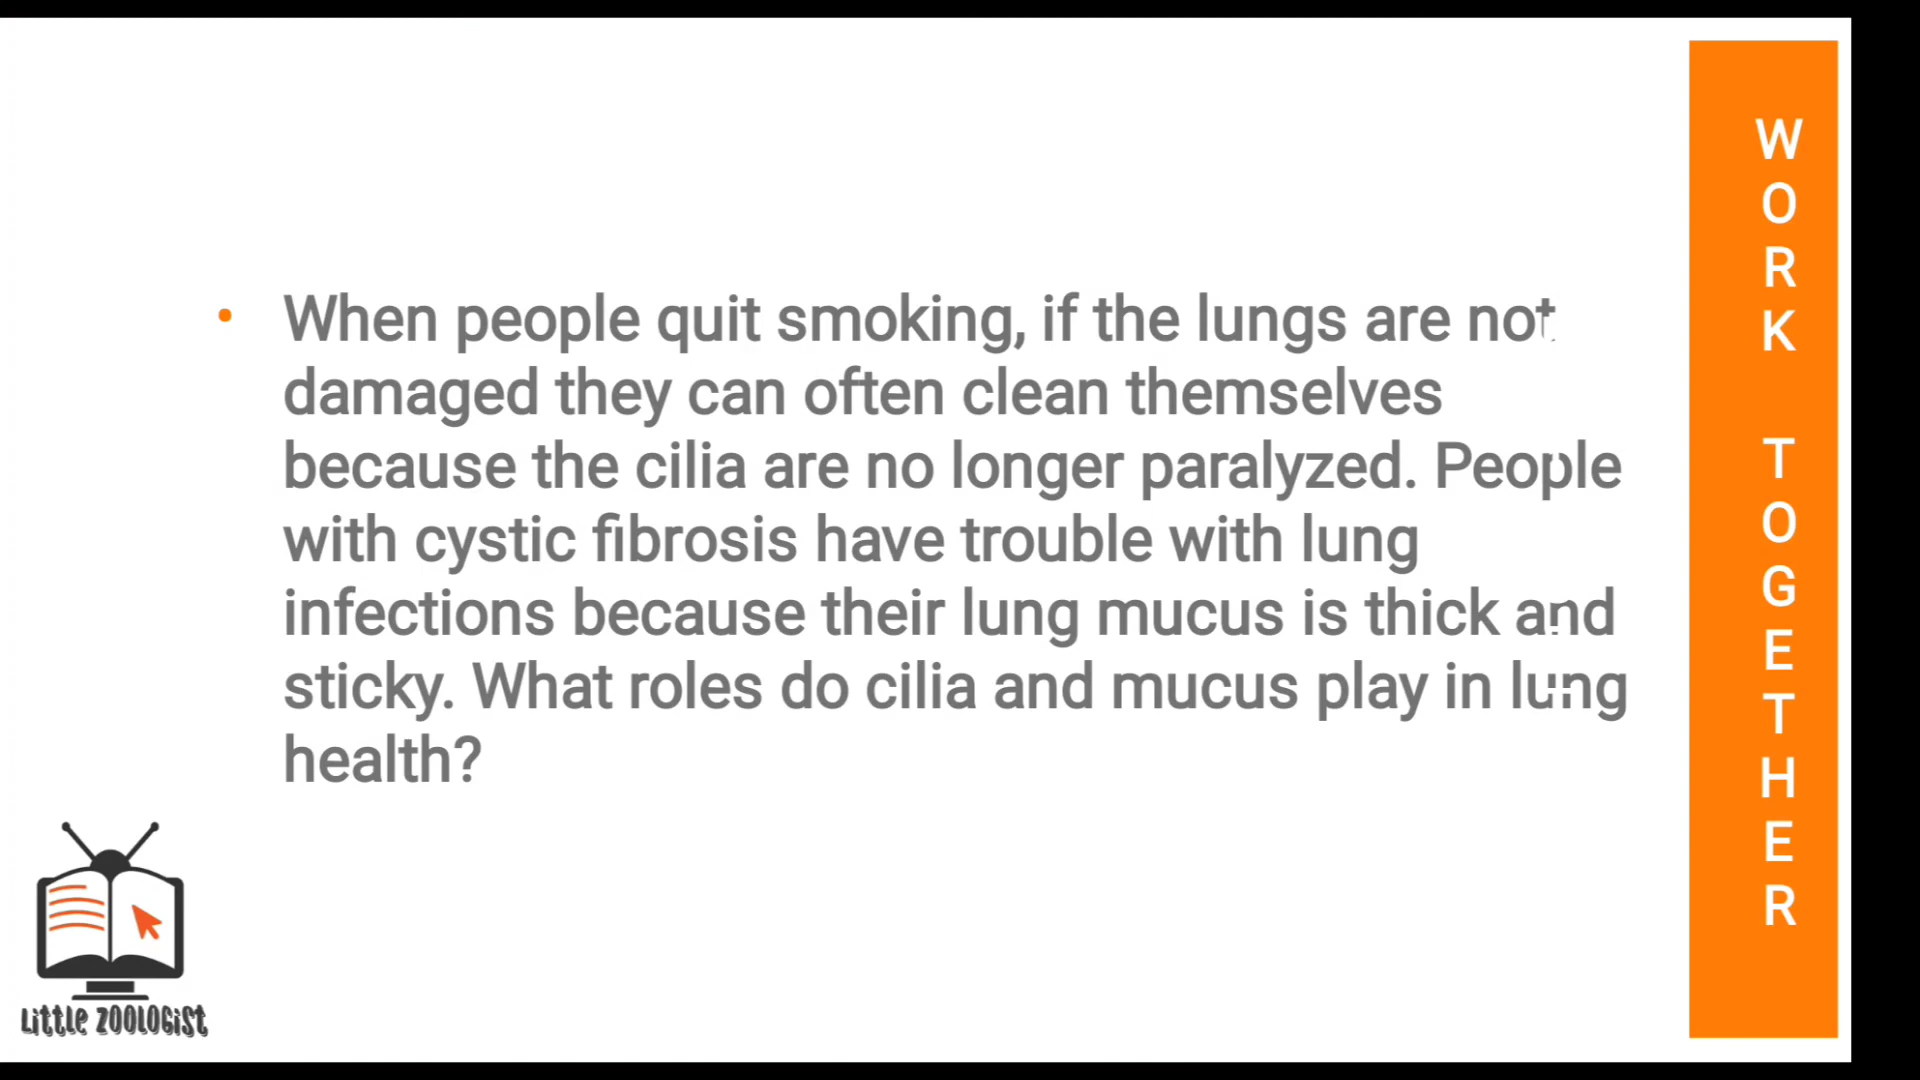 • When people quit smoking, if the lungs are not
damaged they can often clean themselves
because the cilia are no longer paralyzed. People
with cystic fibrosis have trouble with lung
infections because their lung mucus is thick and
sticky. What roles do cilia and mucus play in lung
health?
WORK TOGETHER
LiTTLE ZOOLOGiST